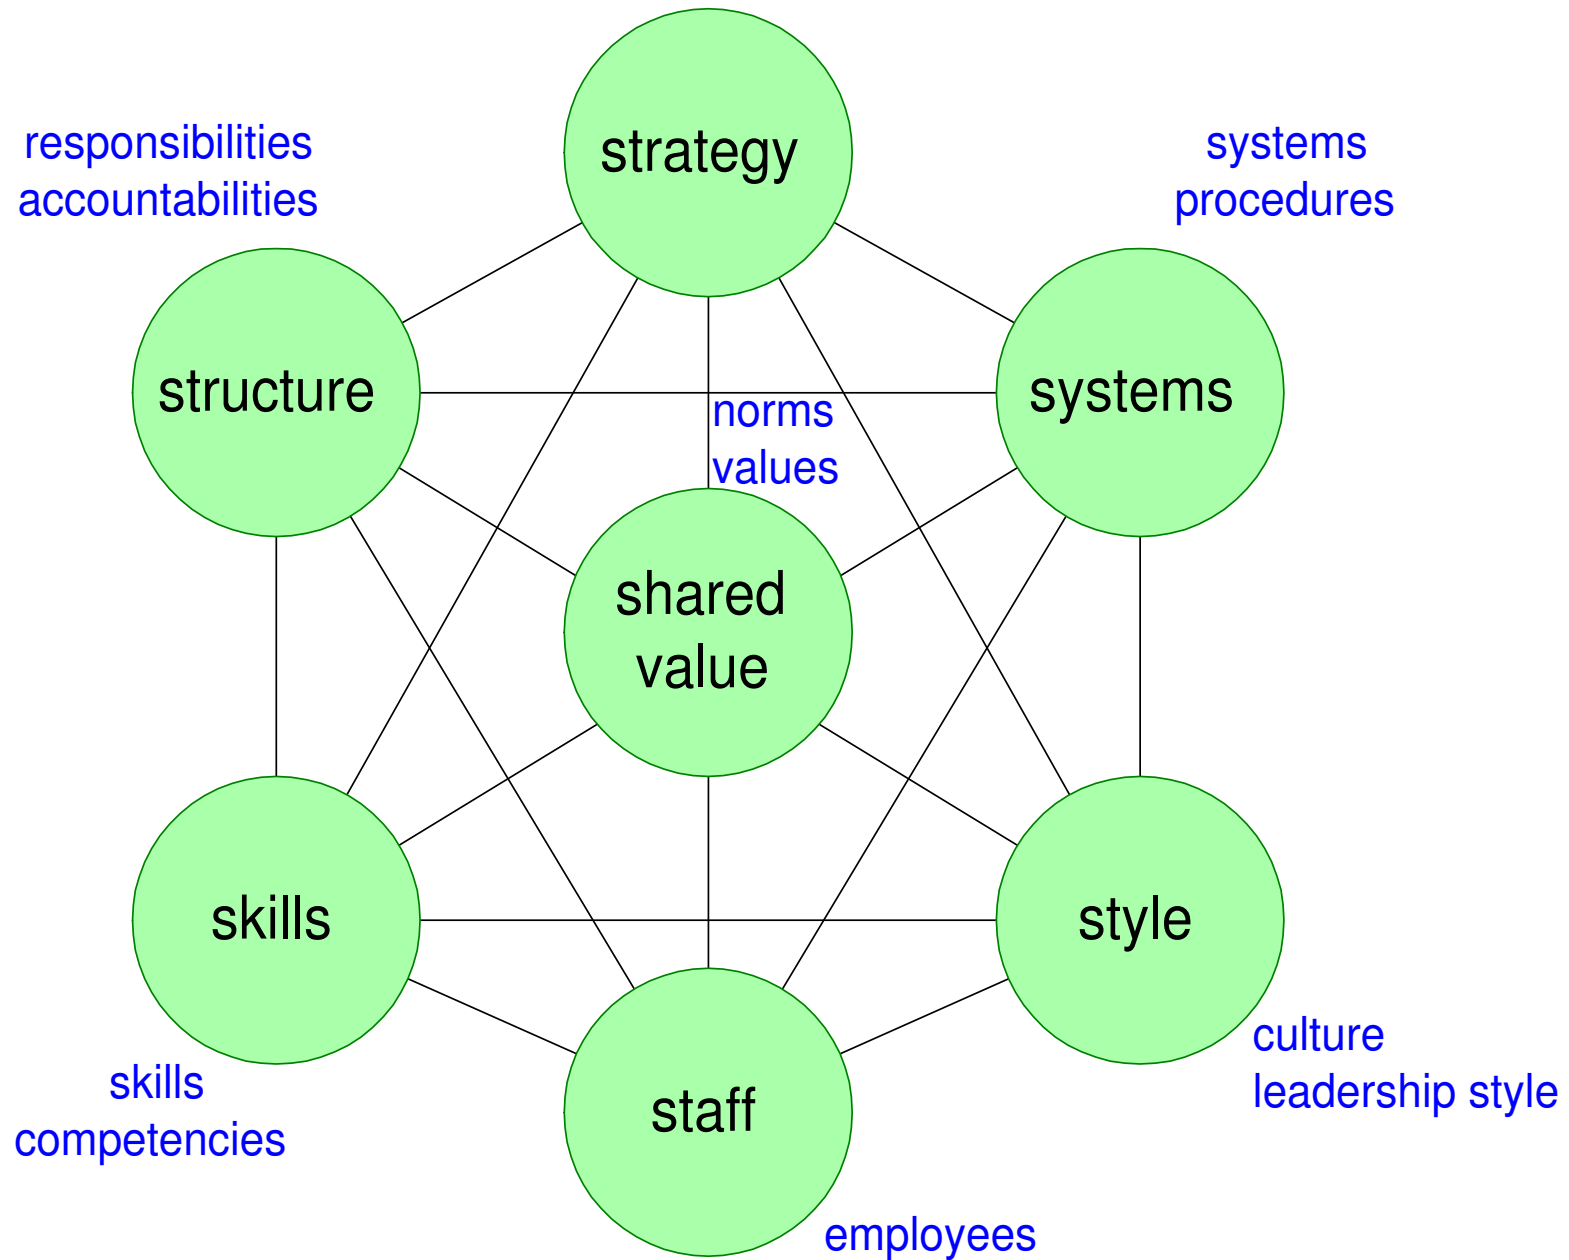 strategy
responsibilities
accountabilities
systems
procedures
structure
systems
norms
values
shared
value
skills
style
culture
leadership style
skills
competencies
staff
employees